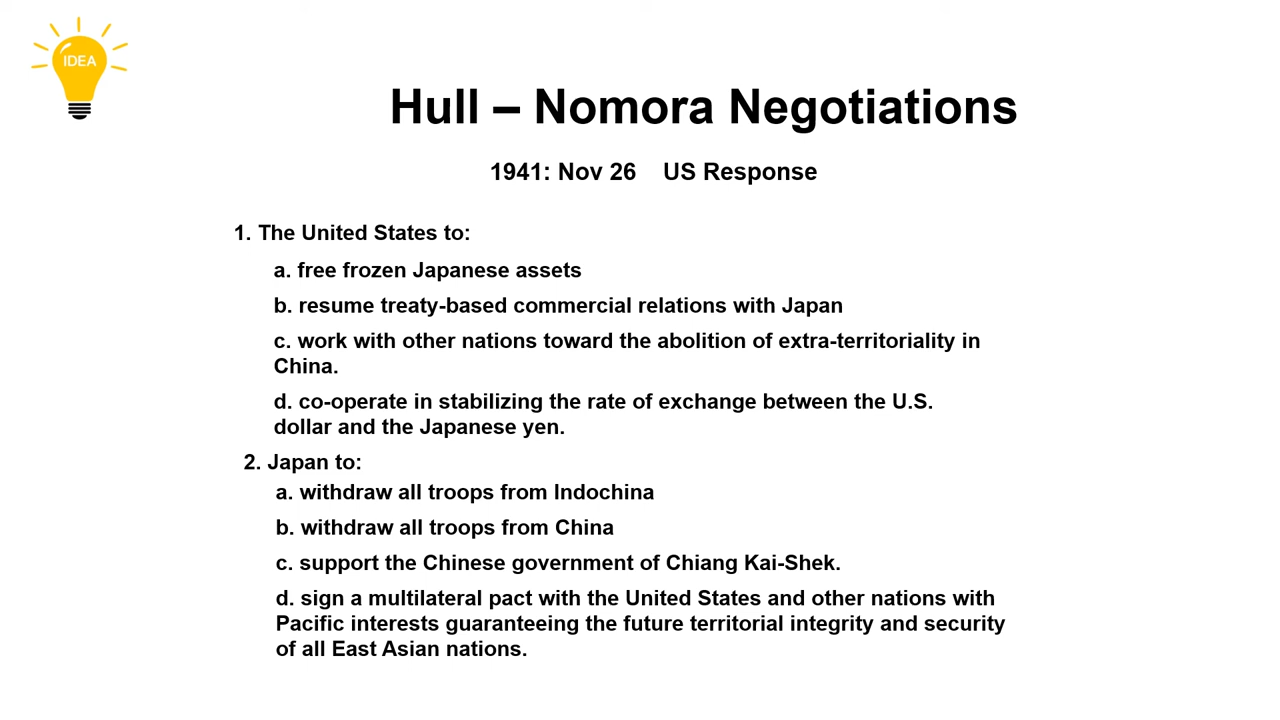 IDEA
Hull – Nomora Negotiations
1941: Nov 26 US Response
1. The United States to:
a. free frozen Japanese assets
b. resume treaty-based commercial relations with Japan
c. work with other nations toward the abolition of extra-territoriality in
China.
d. co-operate in stabilizing the rate of exchange between the U.S.
dollar and the Japanese yen.
2. Japan to:
a. withdraw all troops from Indochina
b. withdraw all troops from China
c. support the Chinese government of Chiang Kai-Shek.
d. sign a multilateral pact with the United States and other nations with
Pacific interests guaranteeing the future territorial integrity and security
of all East Asian nations.